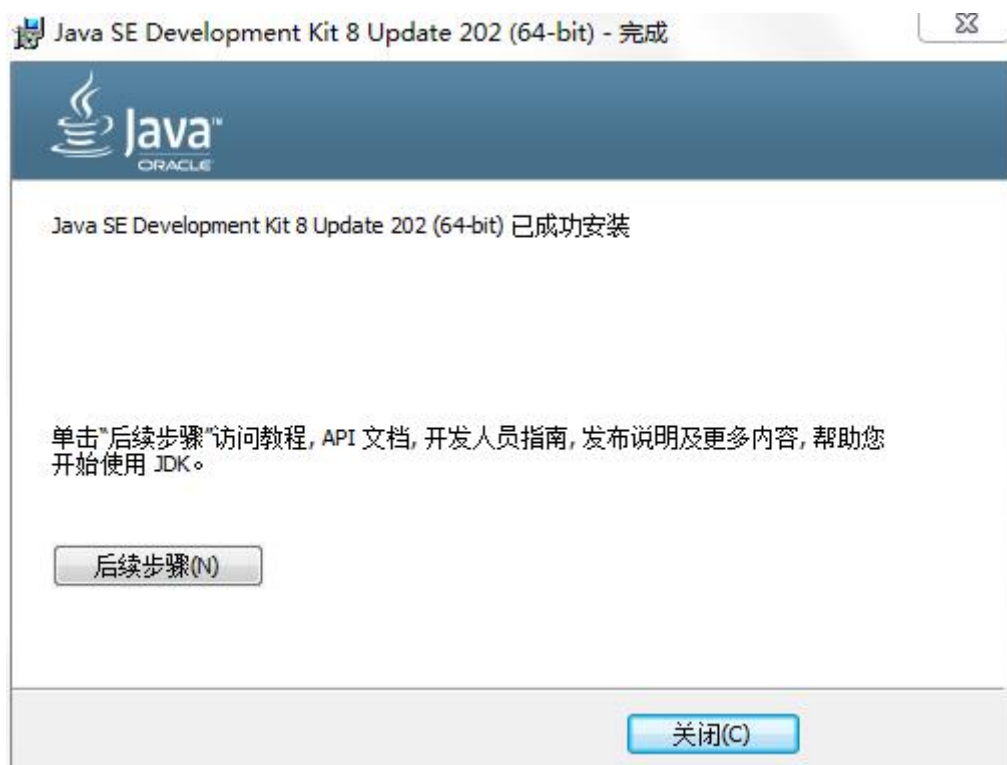 Java SE Development Kit 8 Update 202 (64-bit) - 完成
Java™
ORACLE
Java SE Development Kit 8 Update 202 (64-bit) 已成功安装
单击"后续步骤"访问教程, API 文档, 开发人员指南, 发布说明及更多内容, 帮助您
开始使用 JDK。
后续步骤(N)
关闭(C)